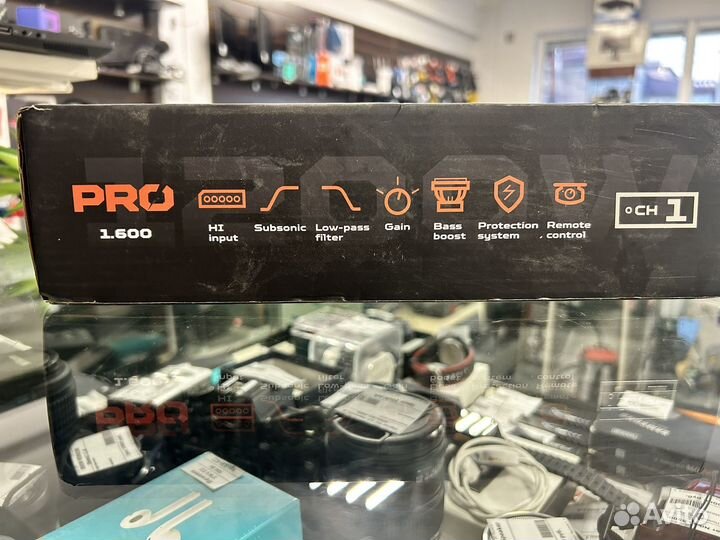 1200W
PRO
1.600
HI input
Subsonic
Low-pass filter
Gain
Bass boost
Protection system
Remote control
CH 1
Avito